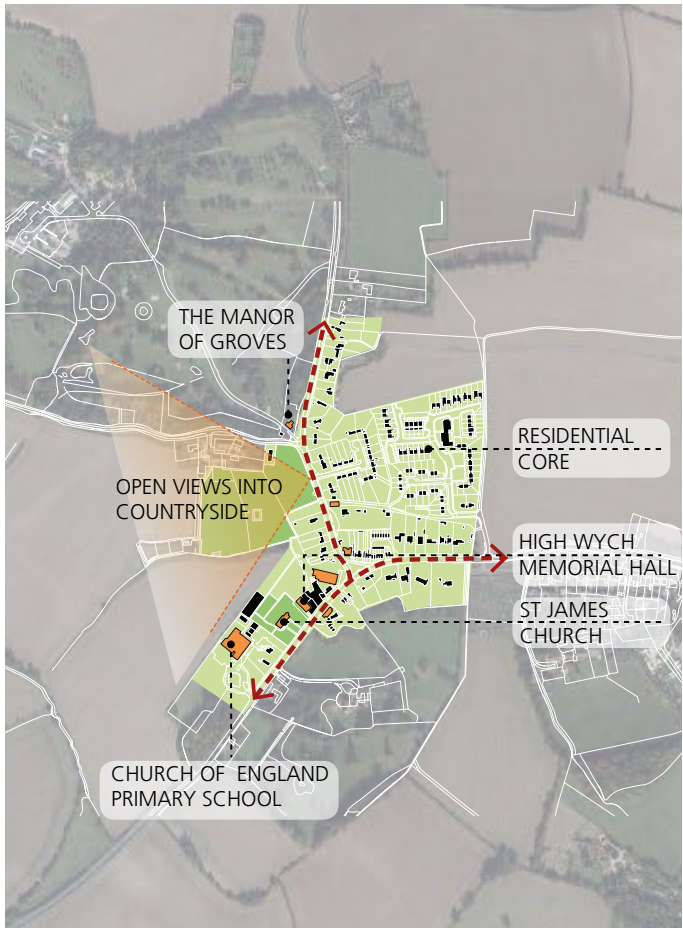 THE MANOR
OF GROVES
RESIDENTIAL
CORE
OPEN VIEWS INTO
COUNTRYSIDE
HIGH WYCH
MEMORIAL HALL
ST JAMES
CHURCH
CHURCH OF ENGLAND
PRIMARY SCHOOL